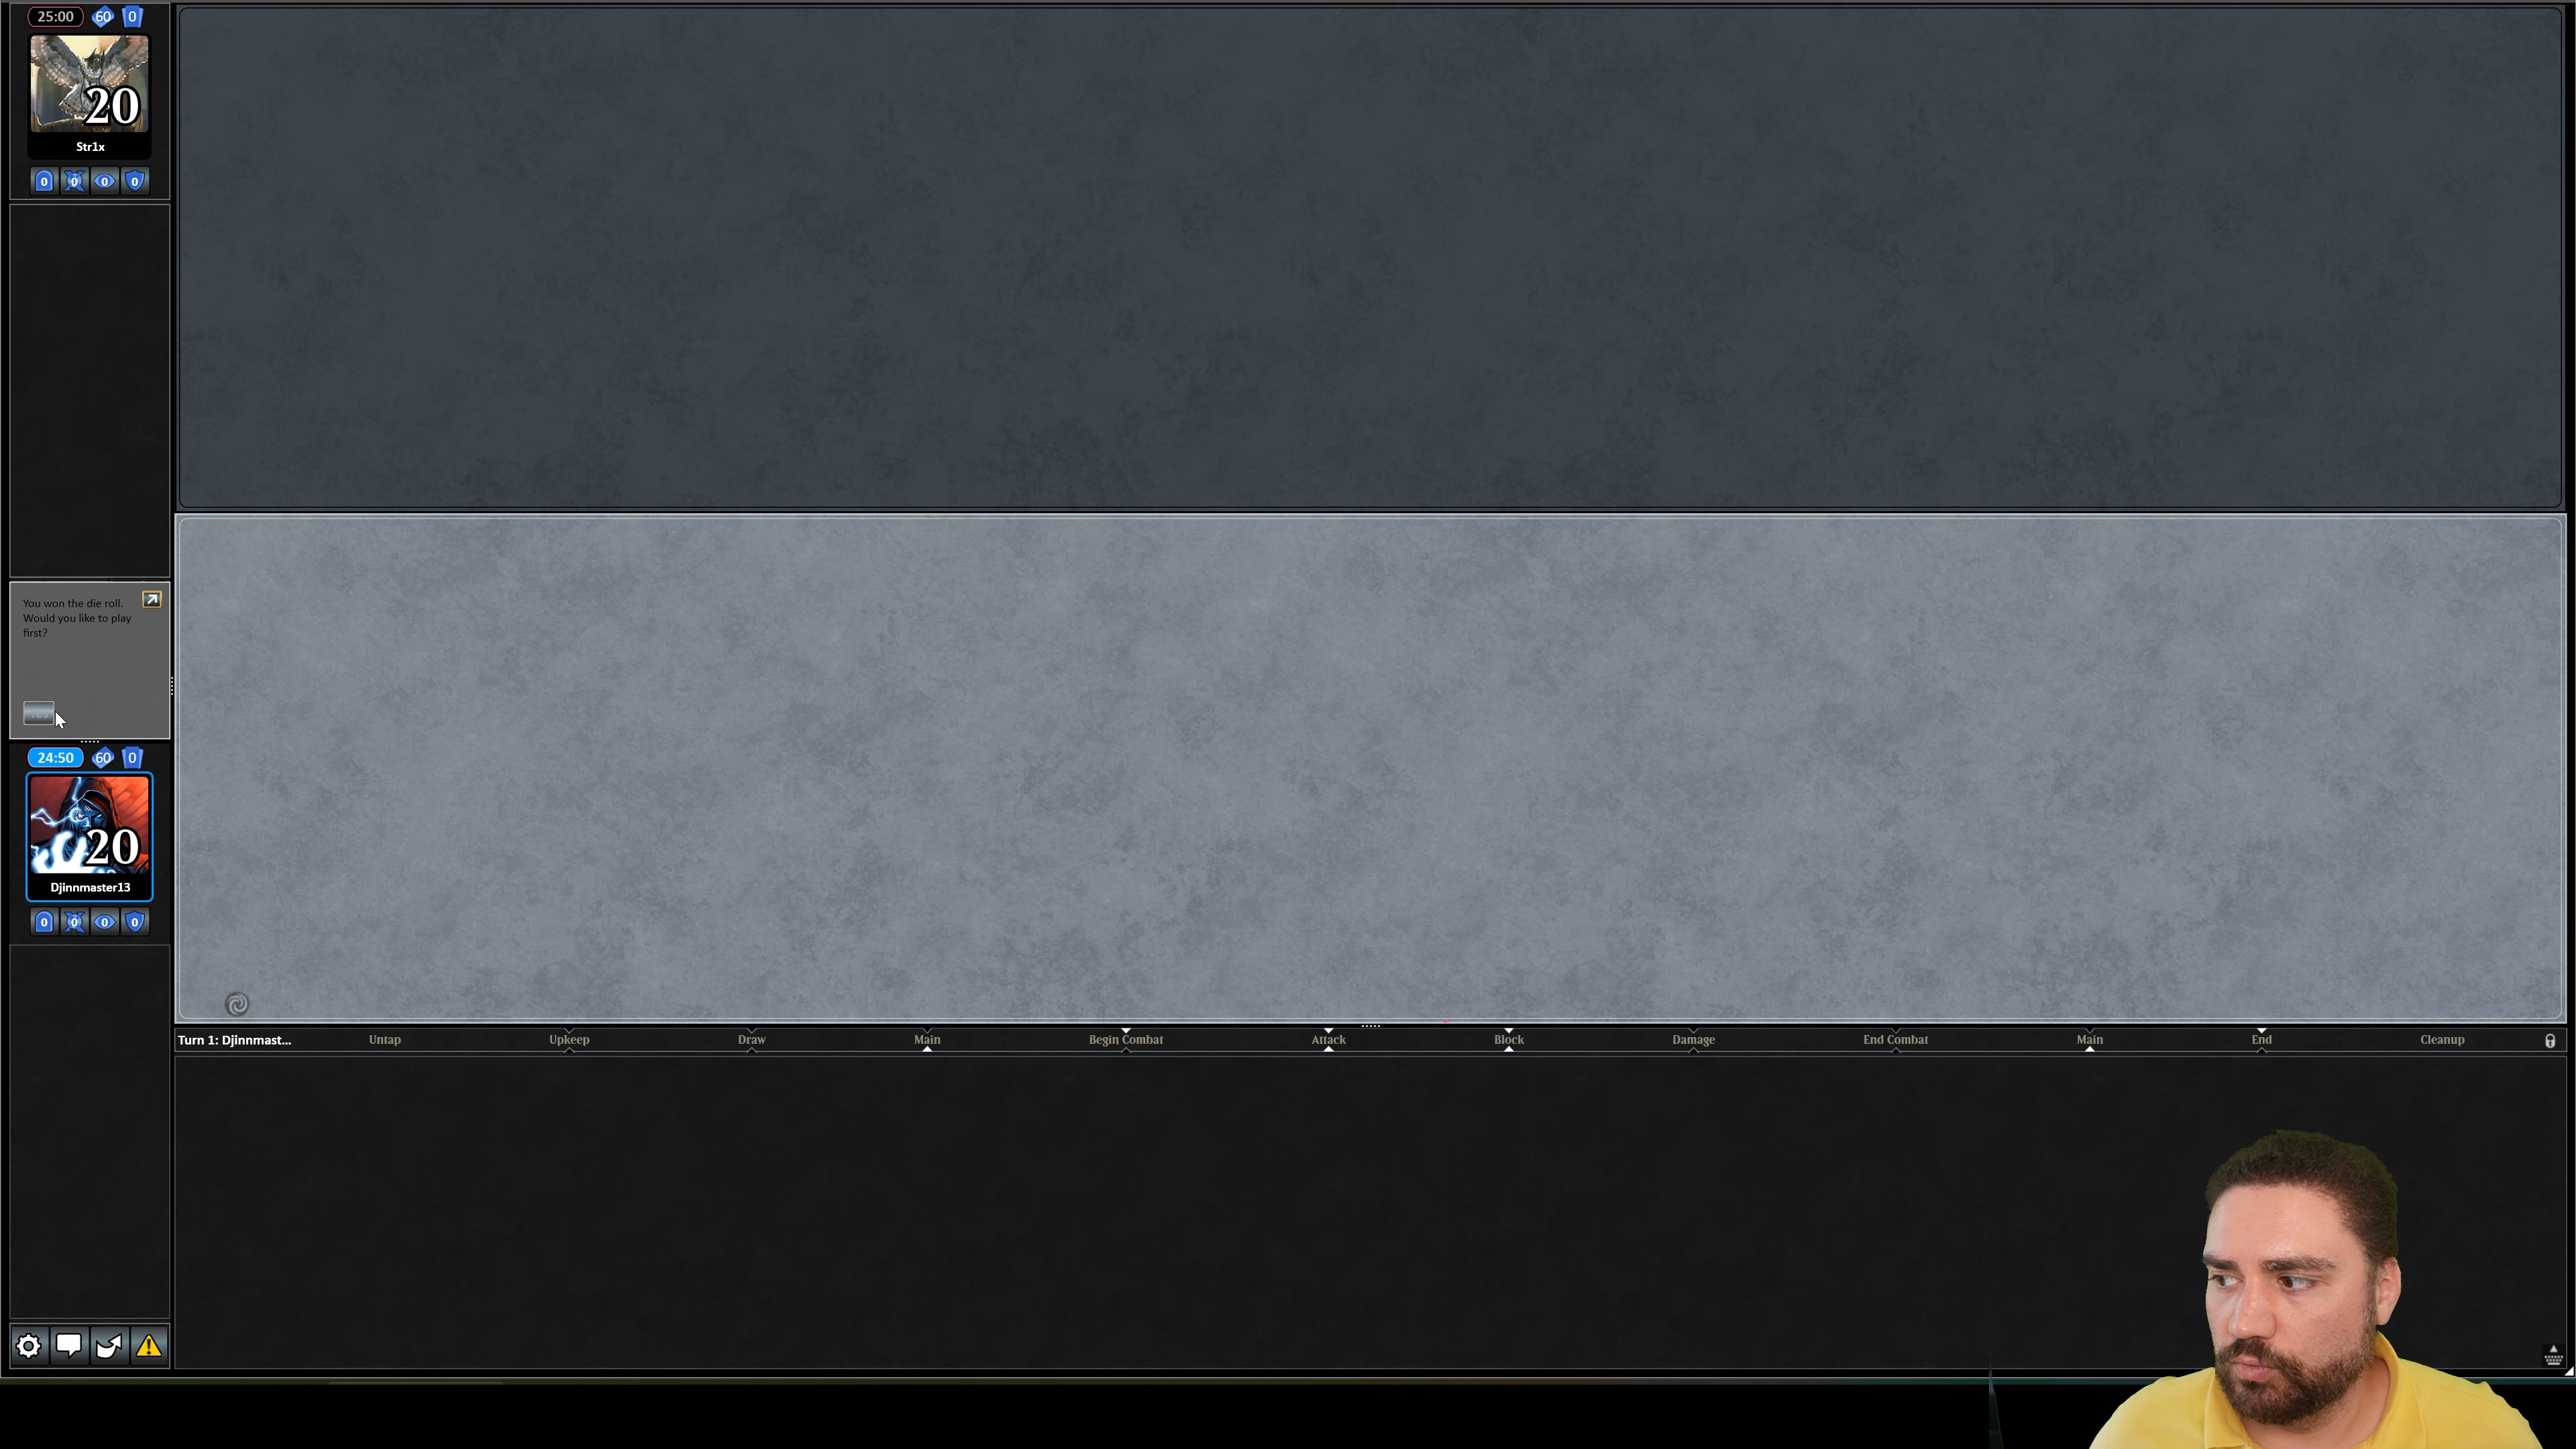 25:00 60 0
20
Str1x
0 0 0 0
You won the die roll.
Would you like to play
first?
24:50 60 0
20
Djinnmaster13
0 0 0 0
Turn 1: Djinnmast... Untap Upkeep Draw Main Begin Combat Attack Block Damage End Combat Main End Cleanup